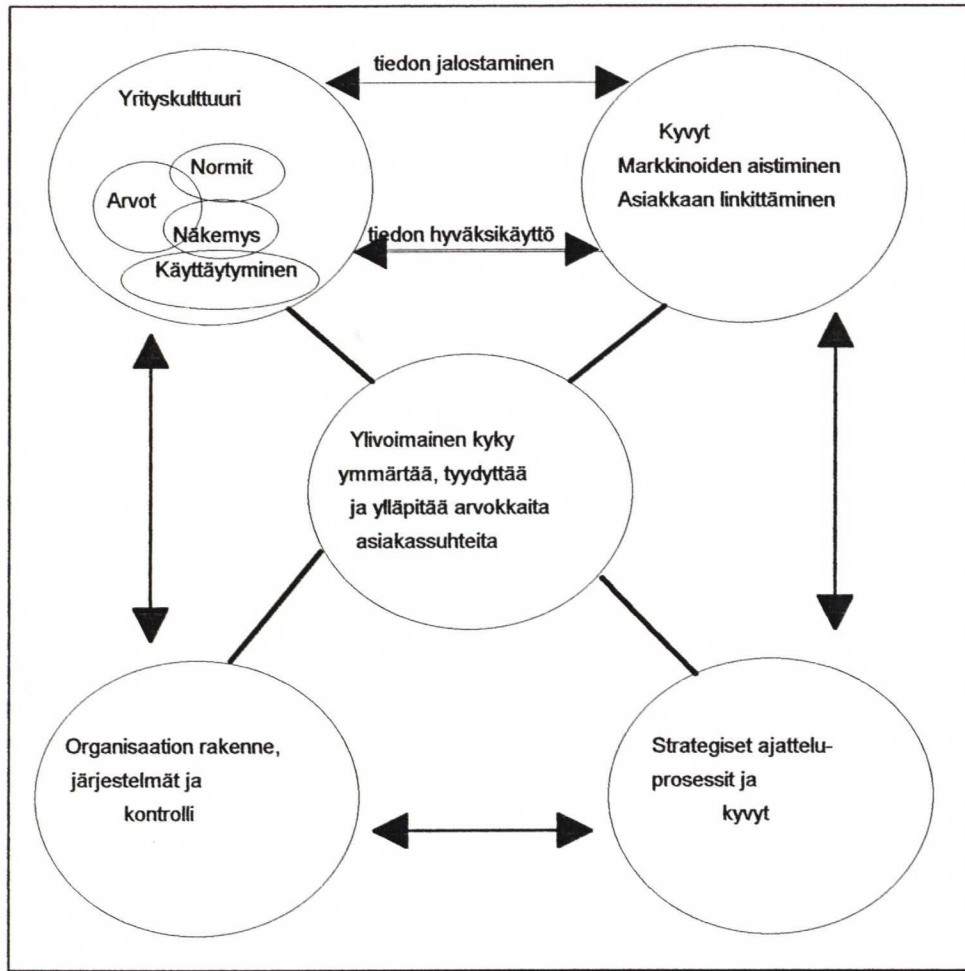 tiedon jalostaminen
Yrityskulttuuri
Normit
Arvot
Näkemys
Käyttäytyminen
Kyvyt
Markkinoiden aistiminen
Asiakkaan linkittäminen
tiedon hyväksikäyttö
Ylivoimainen kyky
ymmärtää, tyydyttää
ja ylläpitää arvokkaita
asiakassuhteita
Organisaation rakenne,
järjestelmät ja
kontrolli
Strategiset ajattelu-
prosessit ja
kyvyt